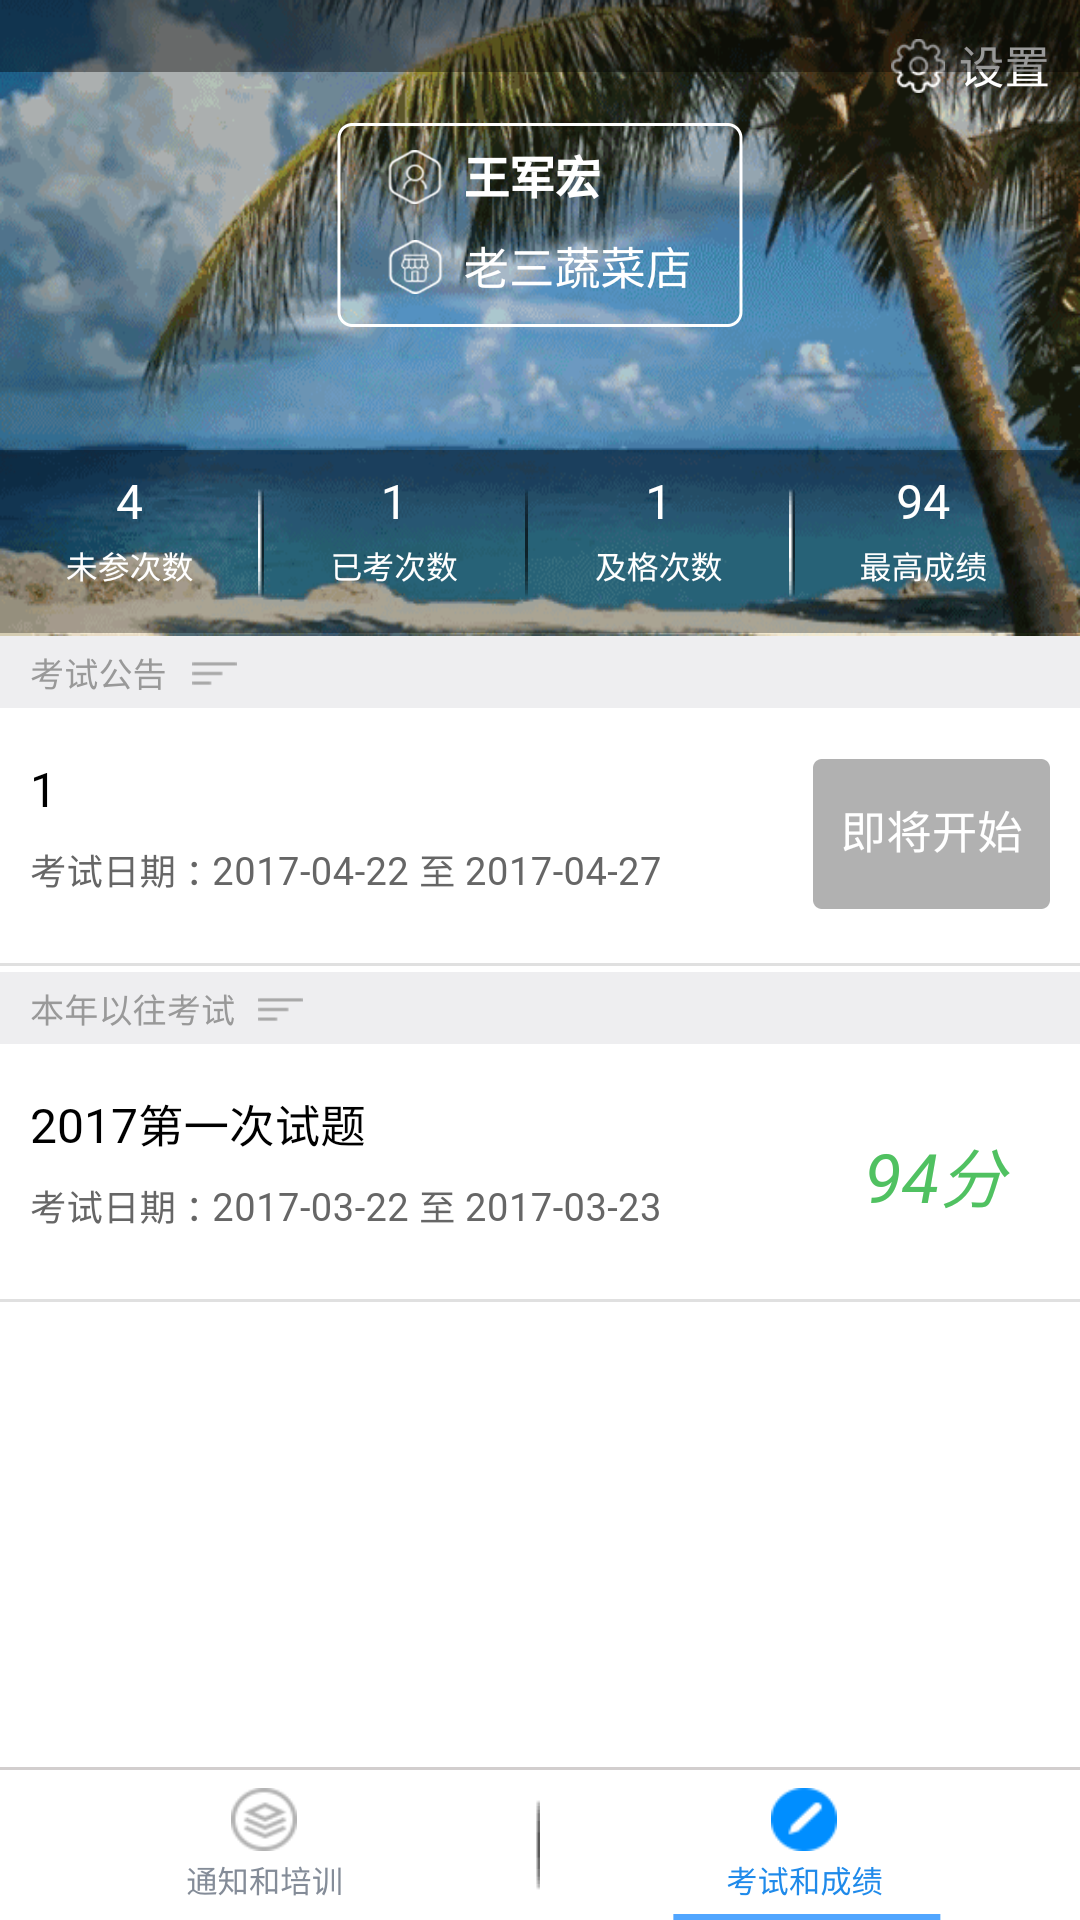 设置
王军宏
老三蔬菜店
4 1 1 94
未参次数 已考次数 及格次数 最高成绩
考试公告
1
即将开始
考试日期：2017-04-22 至 2017-04-27
本年以往考试
2017第一次试题
94分
考试日期：2017-03-22 至 2017-03-23
通知和培训 考试和成绩